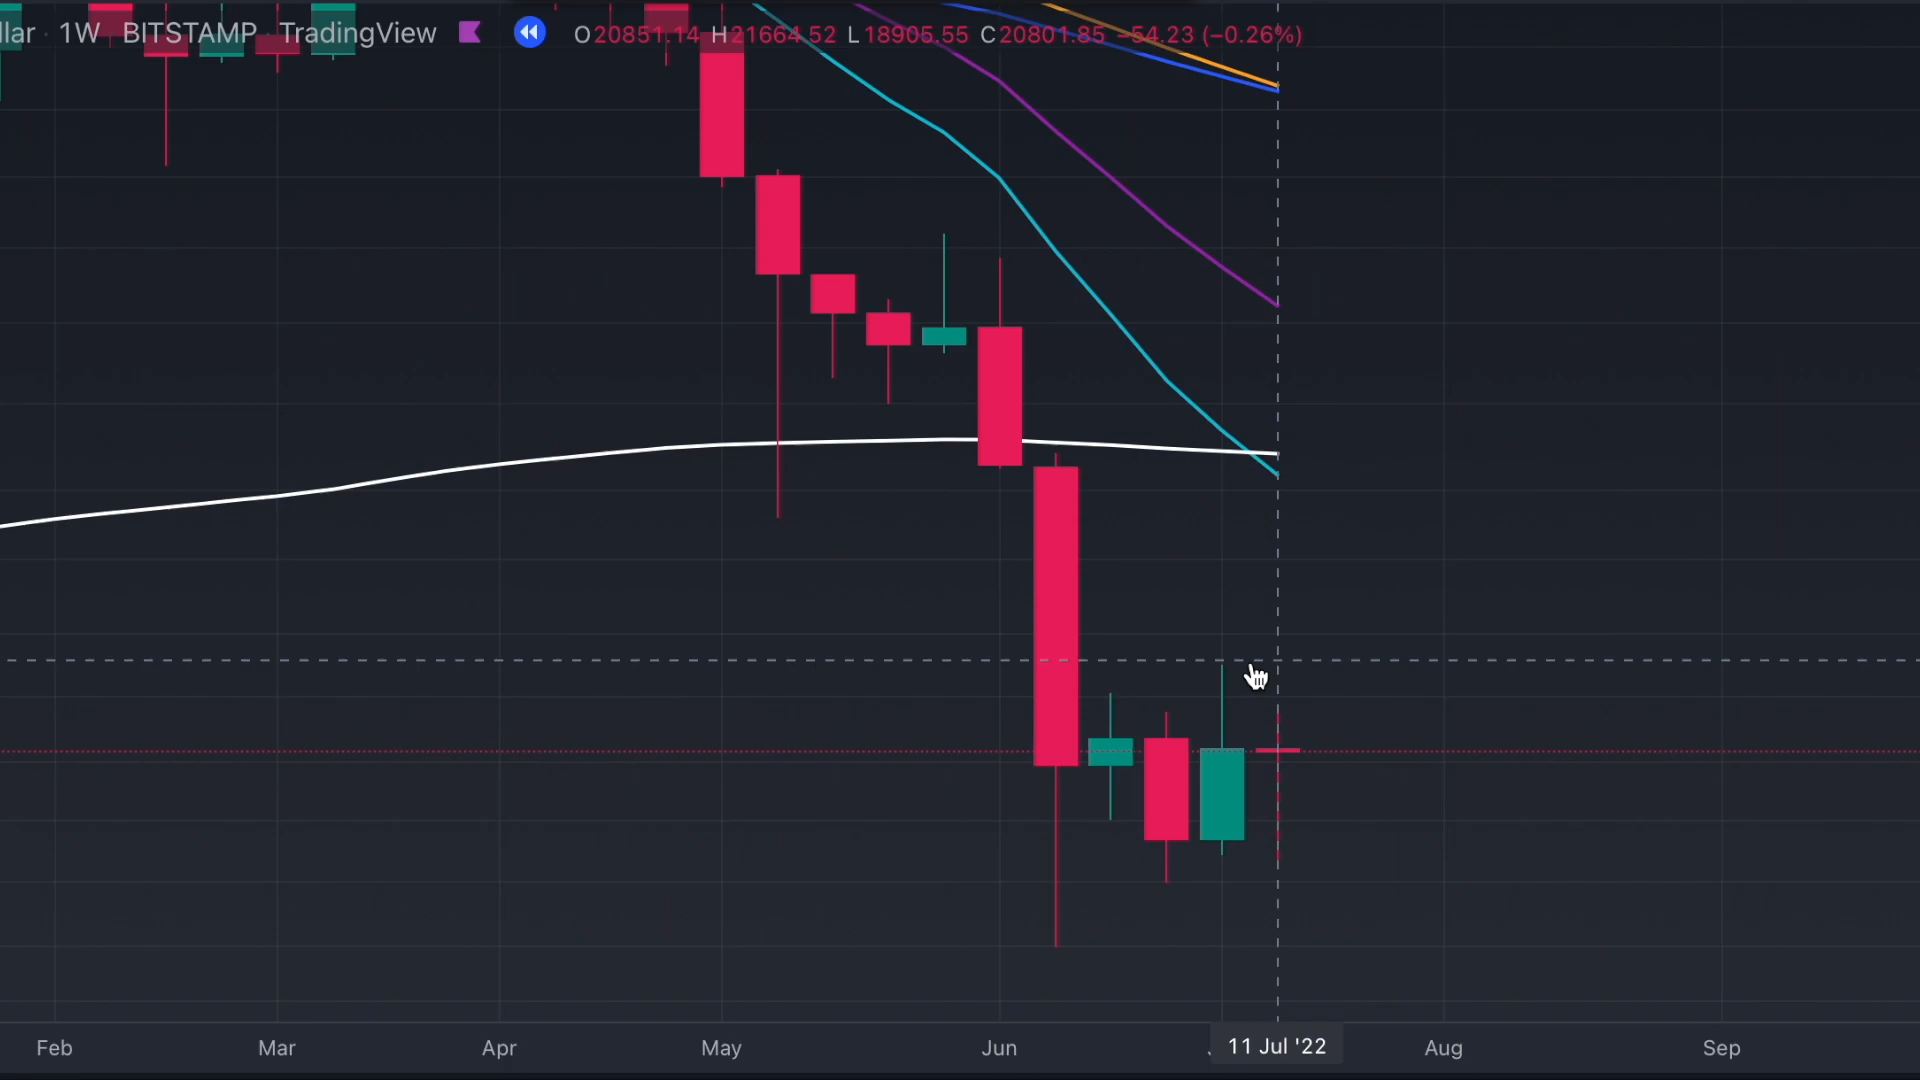 llar · 1W BITSTAMP TradingView O20851.14 H21664.52 L18905.55 C20801.85 −54.23 (−0.26%)
Feb Mar Apr May Jun 11 Jul '22 Aug Sep